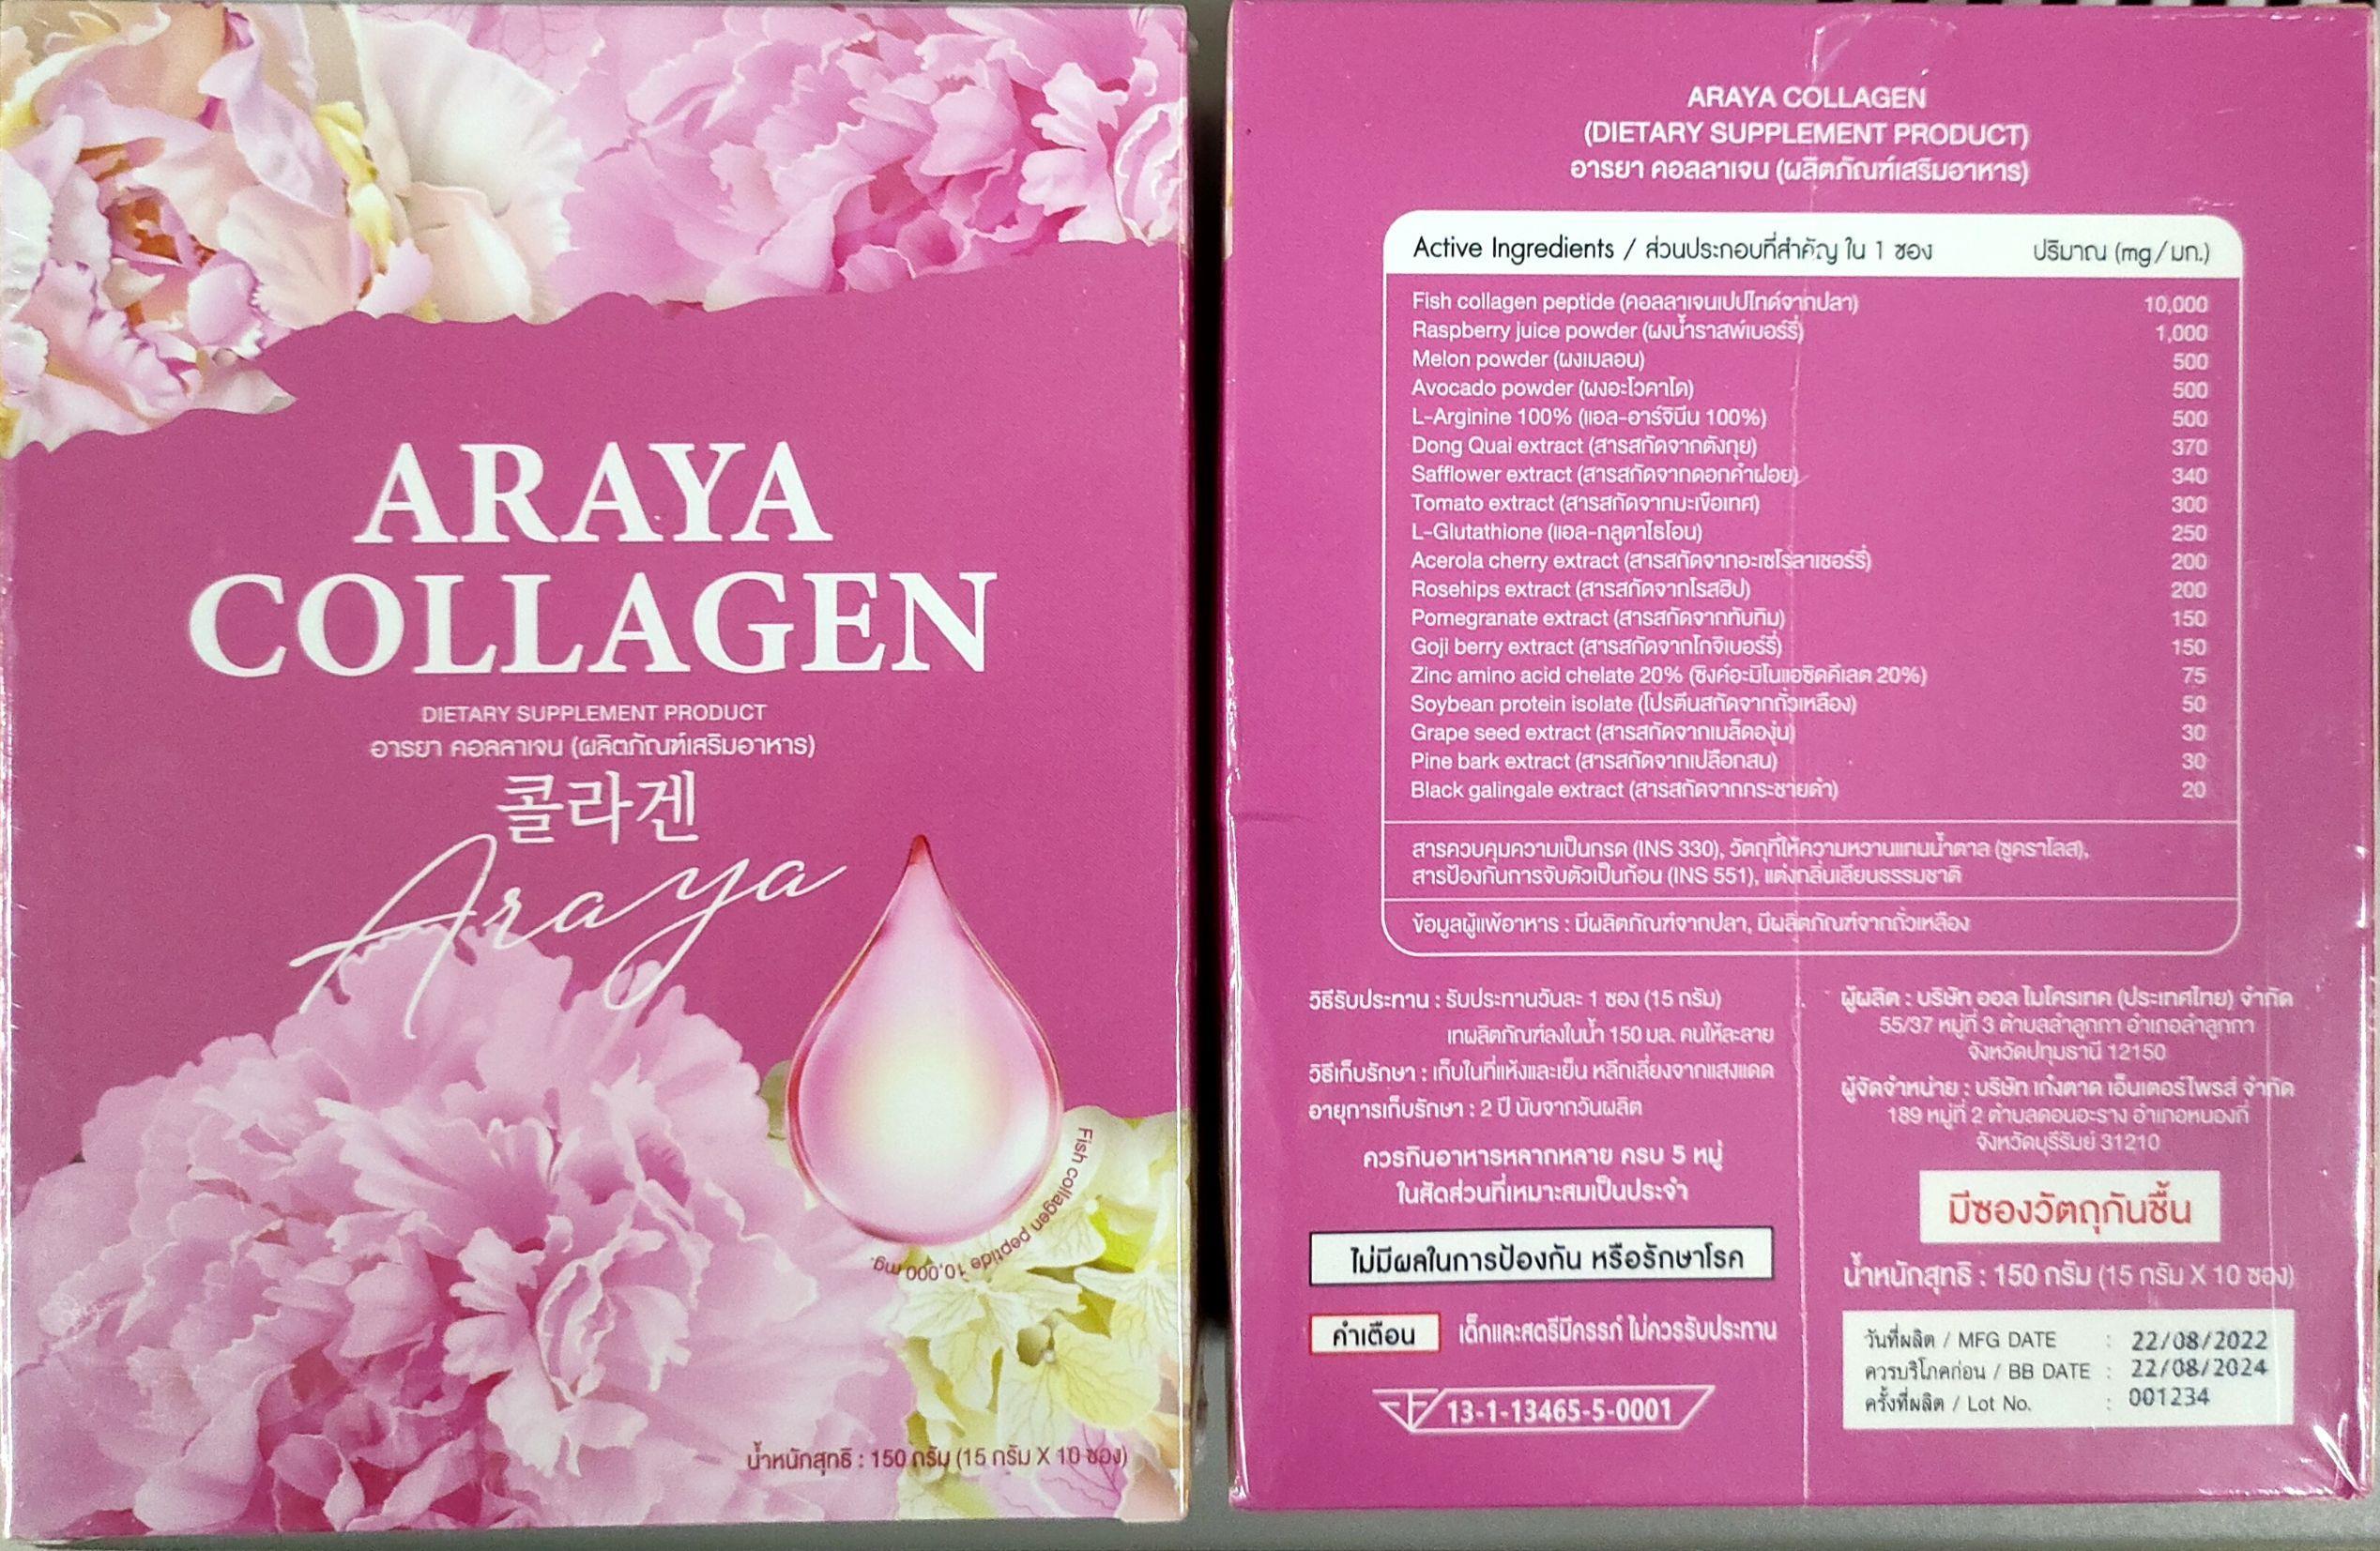 ARAYA
COLLAGEN
DIETARY SUPPLEMENT PRODUCT
อารยา คอลลาเจน (ผลิตภัณฑ์เสริมอาหาร)
콜라겐
Araya
Fish collagen peptide 10,000 mg.
น้ำหนักสุทธิ : 150 กรัม (15 กรัม X 10 ซอง)
ARAYA COLLAGEN
(DIETARY SUPPLEMENT PRODUCT)
อารยา คอลลาเจน (ผลิตภัณฑ์เสริมอาหาร)
Active Ingredients / ส่วนประกอบที่สำคัญ ใน 1 ซอง ปริมาณ (mg/มก.)
Fish collagen peptide (คอลลาเจนเปปไทด์จากปลา) 10,000
Raspberry juice powder (ผงน้ำราสพ์เบอร์รี่) 1,000
Melon powder (ผงเมลอน) 500
Avocado powder (ผงอะโวคาโด) 500
L-Arginine 100% (แอล-อาร์จินีน 100%) 500
Dong Quai extract (สารสกัดจากตังกุย) 370
Safflower extract (สารสกัดจากดอกคำฝอย) 340
Tomato extract (สารสกัดจากมะเขือเทศ) 300
L-Glutathione (แอล-กลูตาไธโอน) 250
Acerola cherry extract (สารสกัดจากอะเซโรลาเชอร์รี่) 200
Rosehips extract (สารสกัดจากโรสฮิป) 200
Pomegranate extract (สารสกัดจากทับทิม) 150
Goji berry extract (สารสกัดจากโกจิเบอร์รี่) 150
Zinc amino acid chelate 20% (ซิงค์อะมิโนแอซิดคีเลต 20%) 75
Soybean protein isolate (โปรตีนสกัดจากถั่วเหลือง) 50
Grape seed extract (สารสกัดจากเมล็ดองุ่น) 30
Pine bark extract (สารสกัดจากเปลือกสน) 30
Black galingale extract (สารสกัดจากกระชายดำ) 20
สารควบคุมความเป็นกรด (INS 330), วัตถุที่ให้ความหวานแทนน้ำตาล (ซูคราโลส),
สารป้องกันการจับตัวเป็นก้อน (INS 551), แต่งกลิ่นเลียนธรรมชาติ
ข้อมูลผู้แพ้อาหาร : มีผลิตภัณฑ์จากปลา, มีผลิตภัณฑ์จากถั่วเหลือง
วิธีรับประทาน : รับประทานวันละ 1 ซอง (15 กรัม)
เทผลิตภัณฑ์ลงในน้ำ 150 มล. คนให้ละลาย
วิธีเก็บรักษา : เก็บในที่แห้งและเย็น หลีกเลี่ยงจากแสงแดด
อายุการเก็บรักษา : 2 ปี นับจากวันผลิต
ควรกินอาหารหลากหลาย ครบ 5 หมู่
ในสัดส่วนที่เหมาะสมเป็นประจำ
ไม่มีผลในการป้องกัน หรือรักษาโรค
คำเตือน เด็กและสตรีมีครรภ์ ไม่ควรรับประทาน
13-1-13465-5-0001
ผู้ผลิต : บริษัท ออล ไมโครเทค (ประเทศไทย) จำกัด
55/37 หมู่ที่ 3 ตำบลลำลูกกา อำเภอลำลูกกา
จังหวัดปทุมธานี 12150
ผู้จัดจำหน่าย : บริษัท เก๋งตาด เอ็นเตอร์ไพรส์ จำกัด
189 หมู่ที่ 2 ตำบลดอนอะราง อำเภอหนองกี่
จังหวัดบุรีรัมย์ 31210
มีซองวัตถุกันชื้น
น้ำหนักสุทธิ : 150 กรัม (15 กรัม X 10 ซอง)
วันที่ผลิต / MFG DATE : 22/08/2022
ควรบริโภคก่อน / BB DATE : 22/08/2024
ครั้งที่ผลิต / Lot No. : 001234